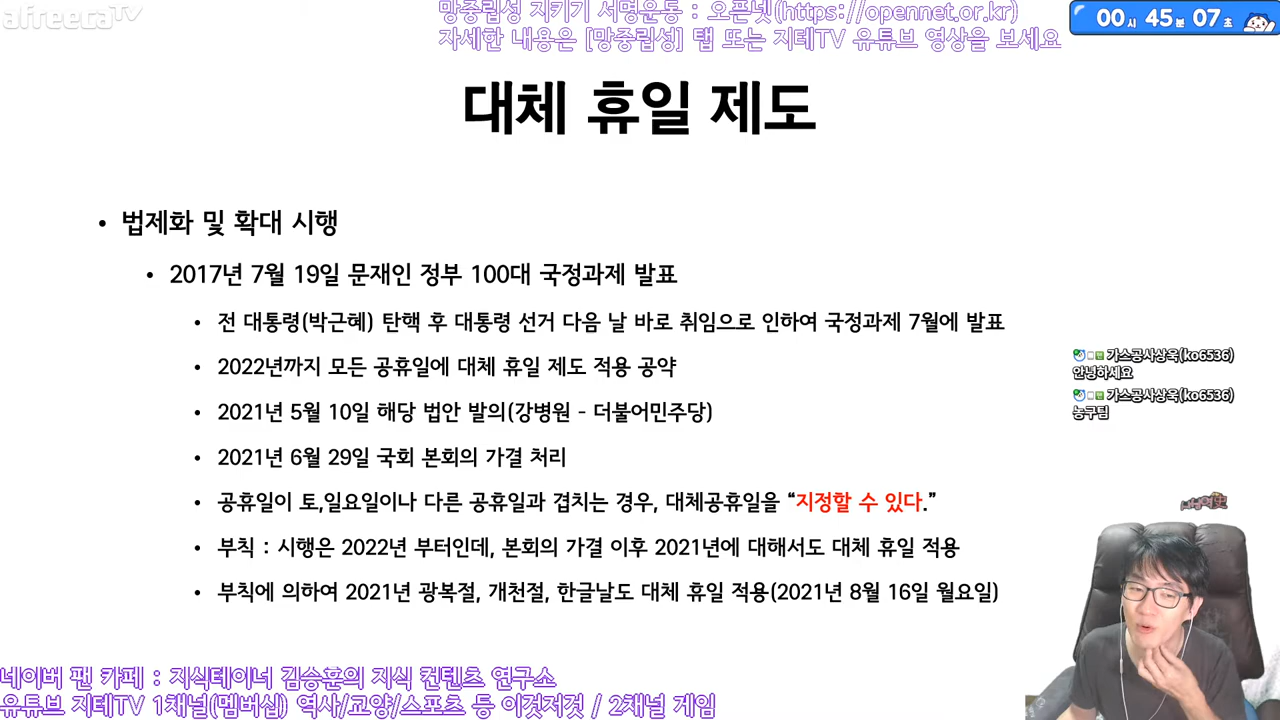 afreecaTV
망중립성 지키기 서명운동 : 오픈넷(https://opennet.or.kr)
자세한 내용은 [망중립성] 탭 또는 지테TV 유튜브 영상을 보세요
00시 45분 07초
대체 휴일 제도
• 법제화 및 확대 시행
• 2017년 7월 19일 문재인 정부 100대 국정과제 발표
• 전 대통령(박근혜) 탄핵 후 대통령 선거 다음 날 바로 취임으로 인하여 국정과제 7월에 발표
• 2022년까지 모든 공휴일에 대체 휴일 제도 적용 공약
• 2021년 5월 10일 해당 법안 발의(강병원 - 더불어민주당)
• 2021년 6월 29일 국회 본회의 가결 처리
• 공휴일이 토,일요일이나 다른 공휴일과 겹치는 경우, 대체공휴일을 “지정할 수 있다.”
• 부칙 : 시행은 2022년 부터인데, 본회의 가결 이후 2021년에 대해서도 대체 휴일 적용
• 부칙에 의하여 2021년 광복절, 개천절, 한글날도 대체 휴일 적용(2021년 8월 16일 월요일)
가스공사상욱(ko6536)
안녕하세요
가스공사상욱(ko6536)
농구팀
네이버 팬 카페 : 지식테이너 김승훈의 지식 컨텐츠 연구소
유튜브 지테TV 1채널(멤버십) 역사/교양/스포츠 등 이것저것 / 2채널 게임